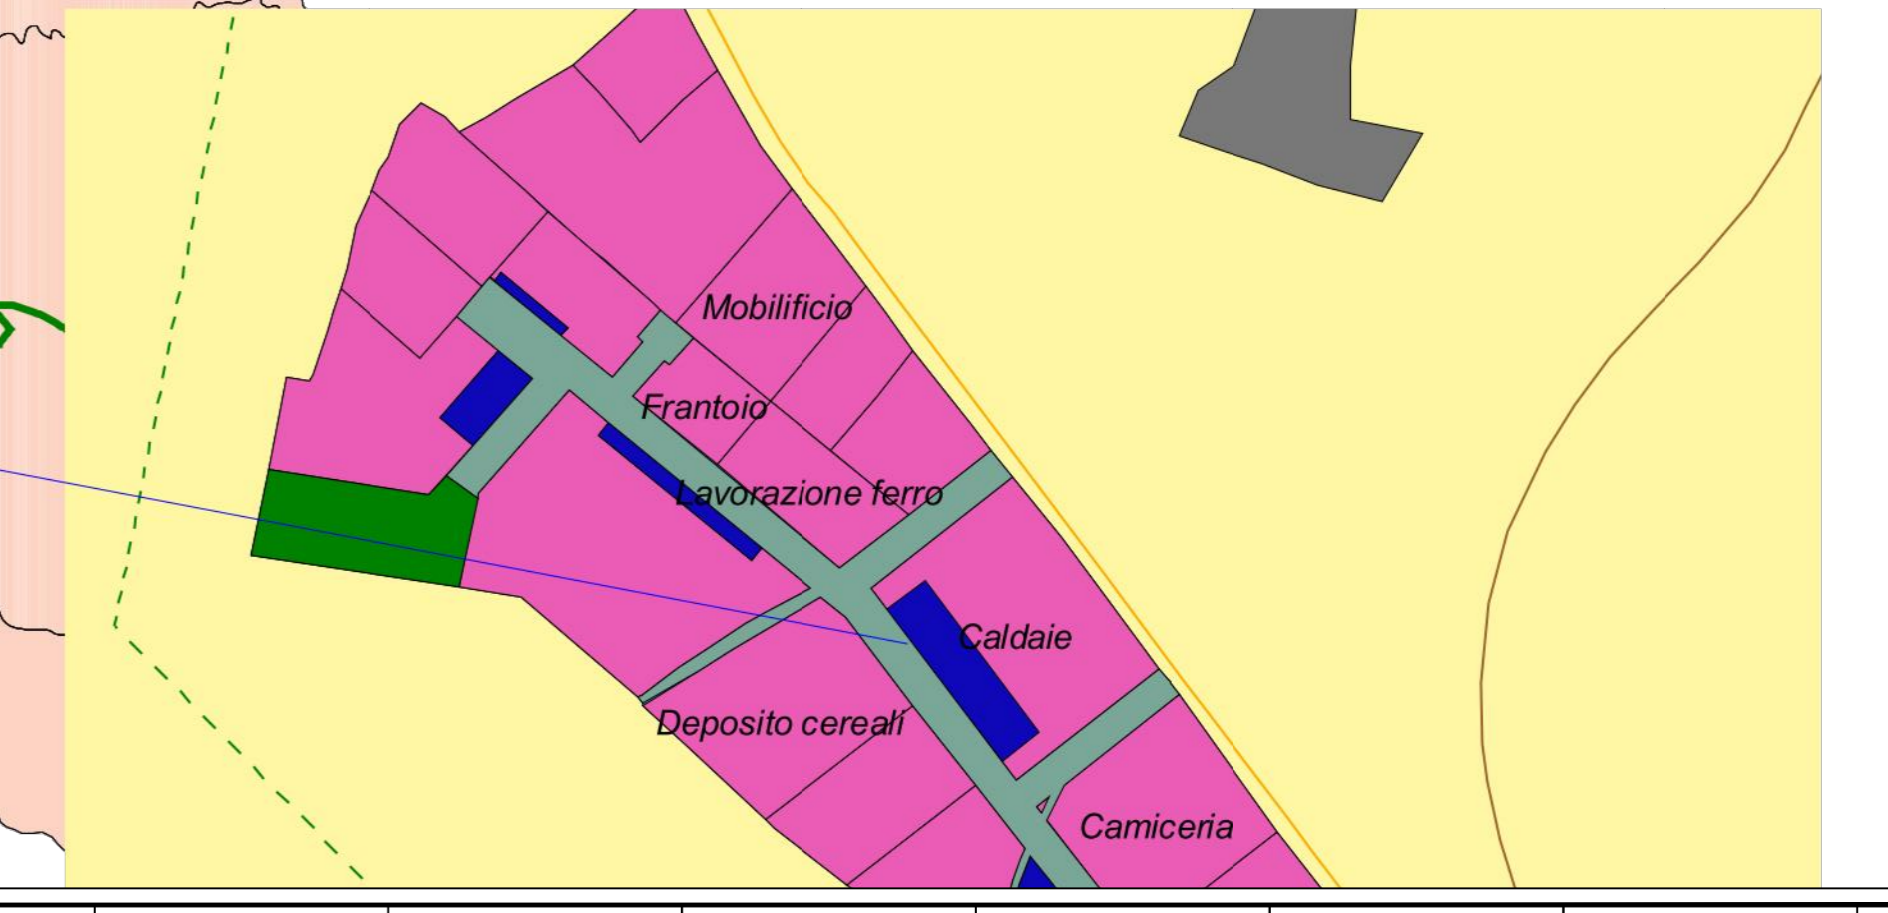 Mobilificio
Frantoio
Lavorazione ferro
Caldaie
Deposito cereali
Camiceria